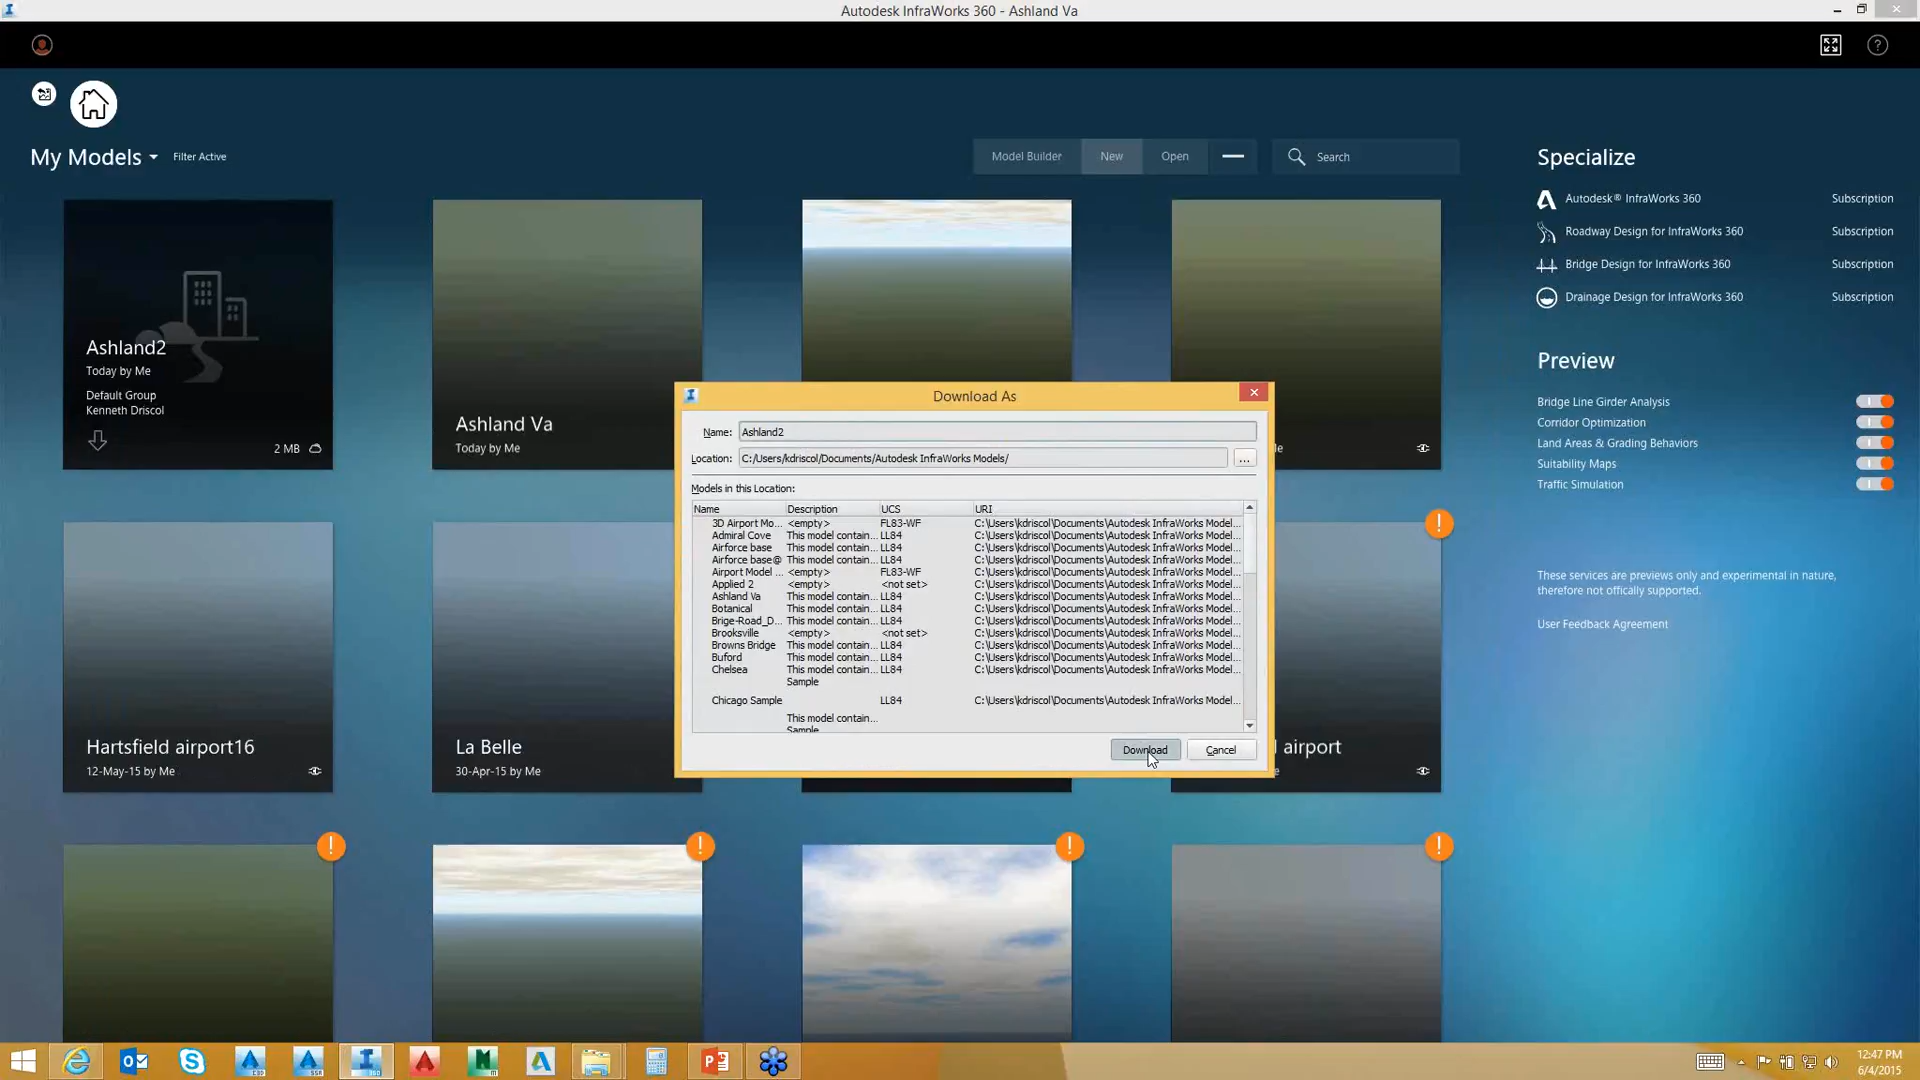 Autodesk InfraWorks 360 - Ashland Va
My Models
Filter Active
Model Builder
New
Open
Search
Specialize
Autodesk® InfraWorks 360 Subscription
Roadway Design for InfraWorks 360 Subscription
Bridge Design for InfraWorks 360 Subscription
Drainage Design for InfraWorks 360 Subscription
Preview
Bridge Line Girder Analysis
Corridor Optimization
Land Areas & Grading Behaviors
Suitability Maps
Traffic Simulation
These services are previews only and experimental in nature,
therefore not offically supported.
User Feedback Agreement
Ashland2
Today by Me
Default Group
Kenneth Driscol
2 MB
Ashland Va
Today by Me
Download As
Name: Ashland2
Location: C:/Users/kdriscol/Documents/Autodesk InfraWorks Models/
...
Models in this Location:
Name Description UCS URI
3D Airport Mo... <empty> FL83-WF C:\Users\kdriscol\Documents\Autodesk InfraWorks Model...
Admiral Cove This model contain... LL84 C:\Users\kdriscol\Documents\Autodesk InfraWorks Model...
Airforce base This model contain... LL84 C:\Users\kdriscol\Documents\Autodesk InfraWorks Model...
Airforce base@ This model contain... LL84 C:\Users\kdriscol\Documents\Autodesk InfraWorks Model...
Airport Model ... <empty> FL83-WF C:\Users\kdriscol\Documents\Autodesk InfraWorks Model...
Applied 2 <empty> <not set> C:\Users\kdriscol\Documents\Autodesk InfraWorks Model...
Ashland Va This model contain... LL84 C:\Users\kdriscol\Documents\Autodesk InfraWorks Model...
Botanical This model contain... LL84 C:\Users\kdriscol\Documents\Autodesk InfraWorks Model...
Brige-Road_D... This model contain... LL84 C:\Users\kdriscol\Documents\Autodesk InfraWorks Model...
Brooksville <empty> <not set> C:\Users\kdriscol\Documents\Autodesk InfraWorks Model...
Browns Bridge This model contain... LL84 C:\Users\kdriscol\Documents\Autodesk InfraWorks Model...
Buford This model contain... LL84 C:\Users\kdriscol\Documents\Autodesk InfraWorks Model...
Chelsea This model contain... LL84 C:\Users\kdriscol\Documents\Autodesk InfraWorks Model...
Sample
Chicago Sample LL84 C:\Users\kdriscol\Documents\Autodesk InfraWorks Model...
This model contain...
Sample
Download
Cancel
Hartsfield airport16
12-May-15 by Me
La Belle
30-Apr-15 by Me
airport
12:47 PM
6/4/2015